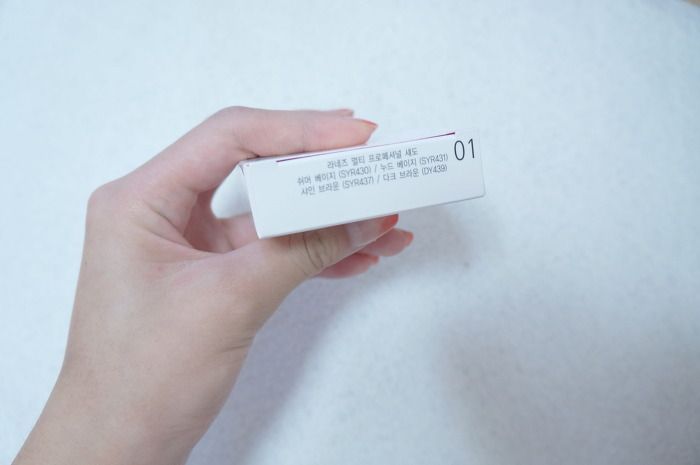 라네즈 멀티 프로페셔널 섀도
01
쉬머 베이지 (SYR430) / 누드 베이지 (SYR431)
샤인 브라운 (SYR437) / 다크 브라운 (DY439)